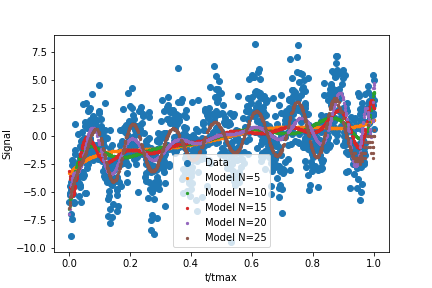 7.5
5.0
2.5
0.0
−2.5
−5.0
−7.5
−10.0
Signal
Data
Model N=5
Model N=10
Model N=15
Model N=20
Model N=25
0.0 0.2 0.4 0.6 0.8 1.0
t/tmax